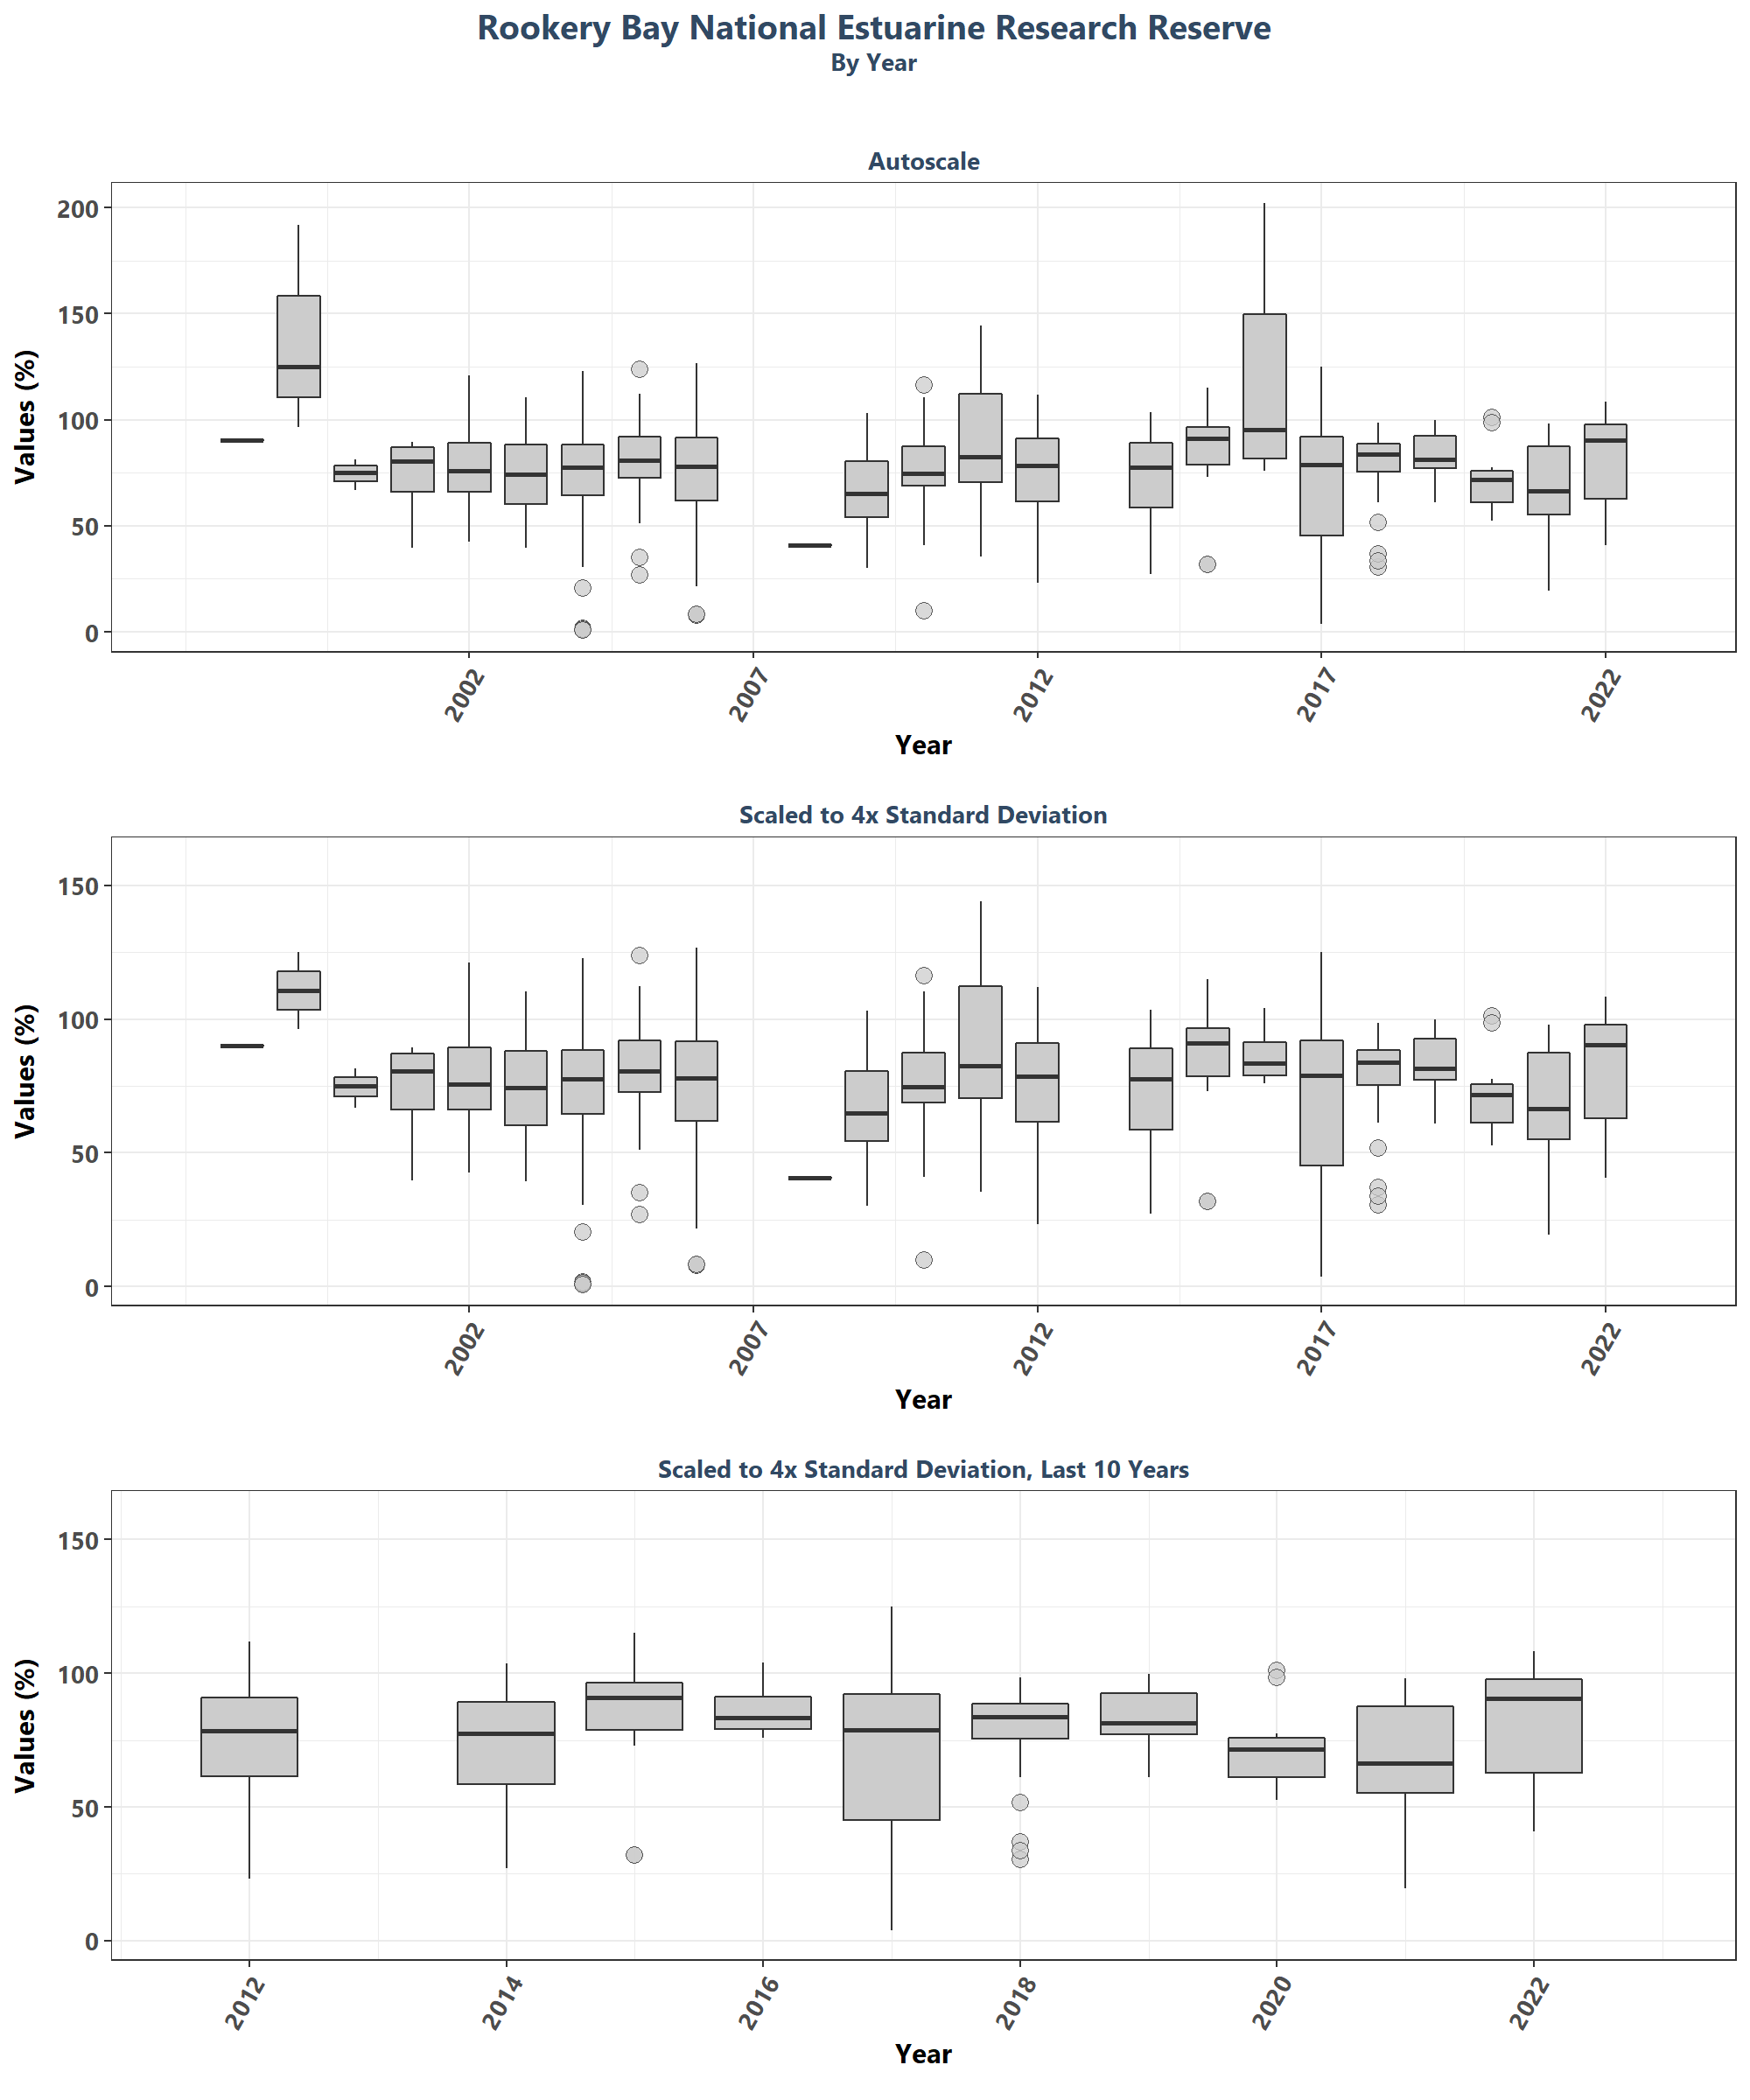 Rookery Bay National Estuarine Research Reserve
By Year
Autoscale
Values (%)
200
150
100
50
0
2002
2007
2012
2017
2022
Year
Scaled to 4x Standard Deviation
Values (%)
150
100
50
0
2002
2007
2012
2017
2022
Year
Scaled to 4x Standard Deviation, Last 10 Years
Values (%)
150
100
50
0
2012
2014
2016
2018
2020
2022
Year